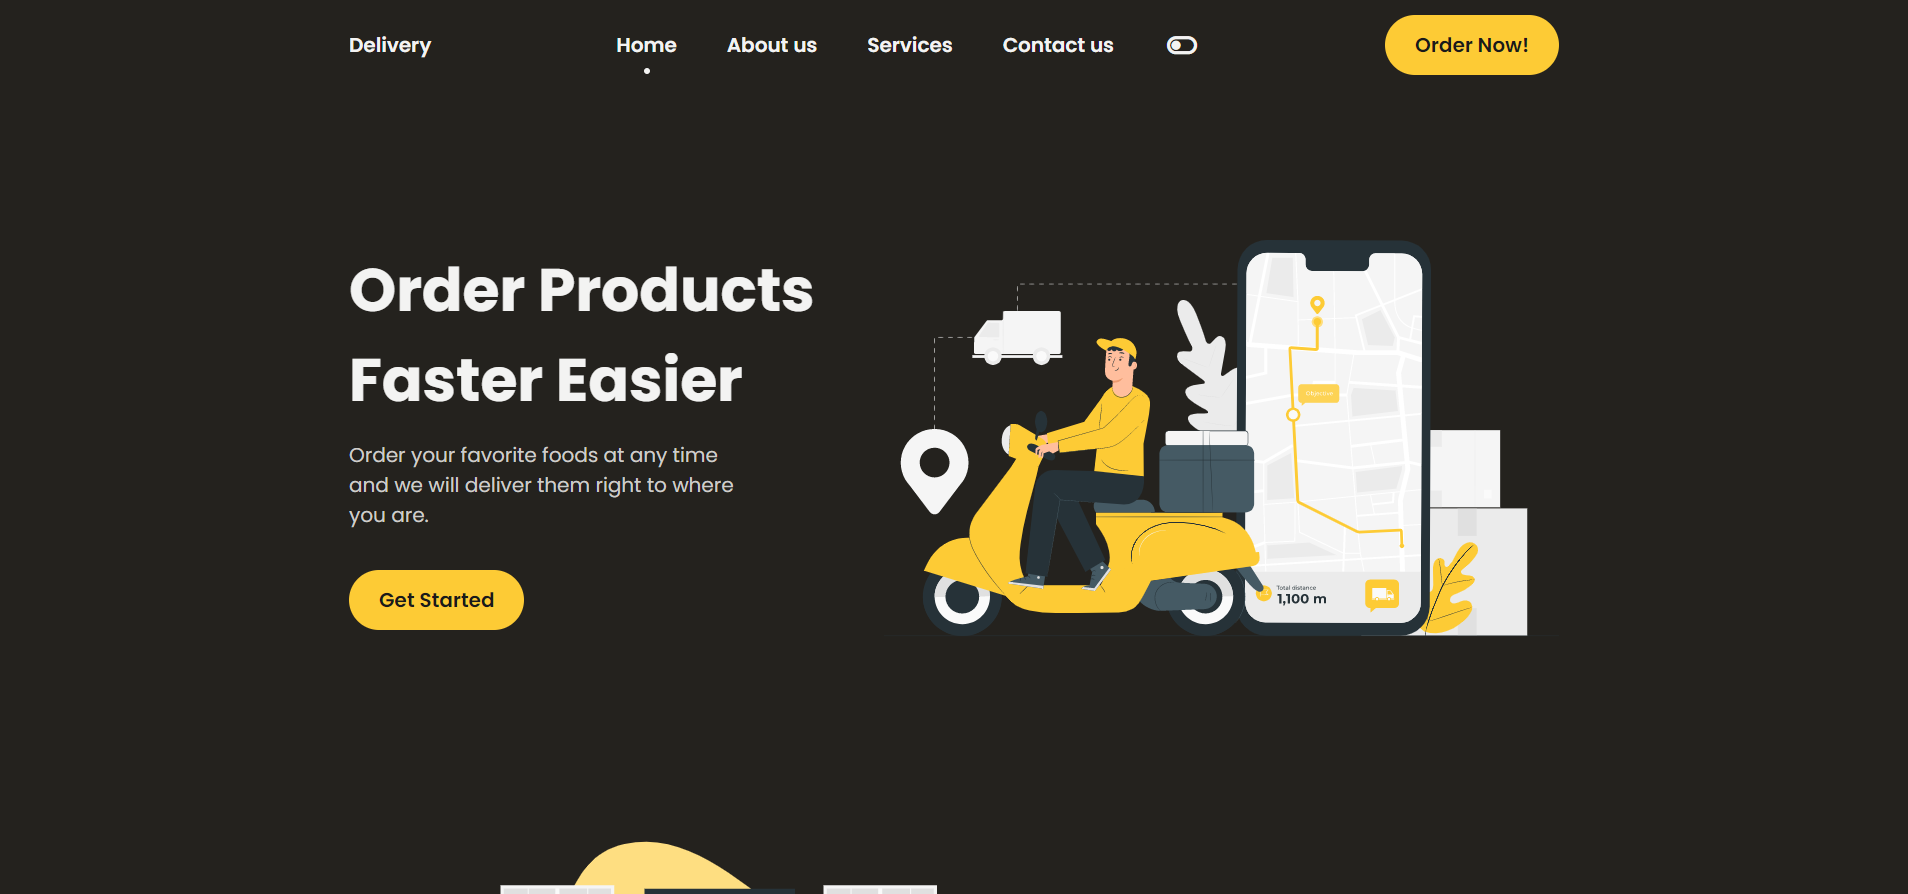 Delivery
Home
About us
Services
Contact us
Order Now!
Order Products
Faster Easier
Order your favorite foods at any time
and we will deliver them right to where
you are.
Get Started
Objective
Total distance
1,100 m